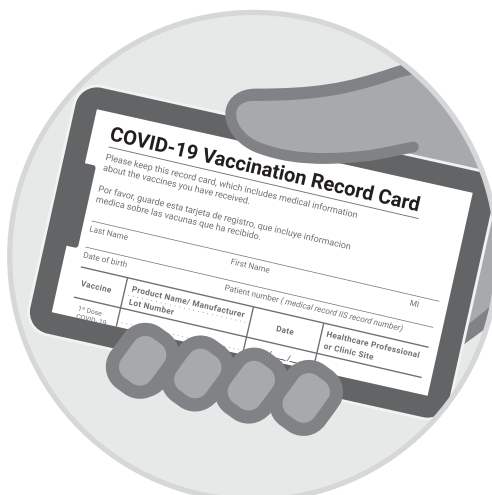 COVID-19 Vaccination Record Card
Please keep this record card, which includes medical information
about the vaccines you have received.
Por favor, guarde esta tarjeta de registro, que incluye informacion
medica sobre las vacunas que ha recibido.
Last Name First Name MI
Date of birth Patient number ( medical record IIS record number)
Vaccine Product Name/ Manufacturer Date Healthcare Professional
Lot Number or Clinic Site
1st Dose
COVID-19